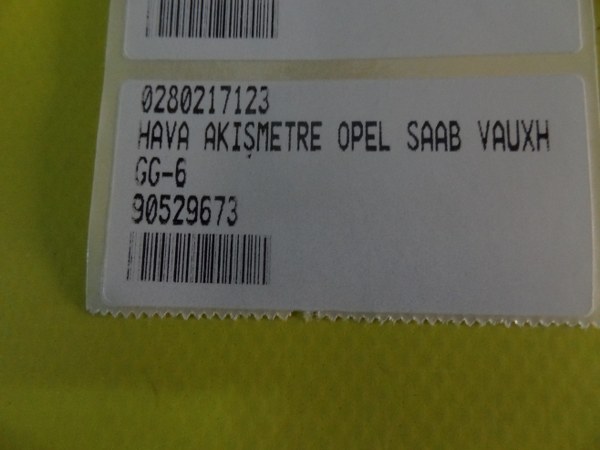 0280217123
HAVA AKIŞMETRE OPEL SAAB VAUXH
GG-6
90529673